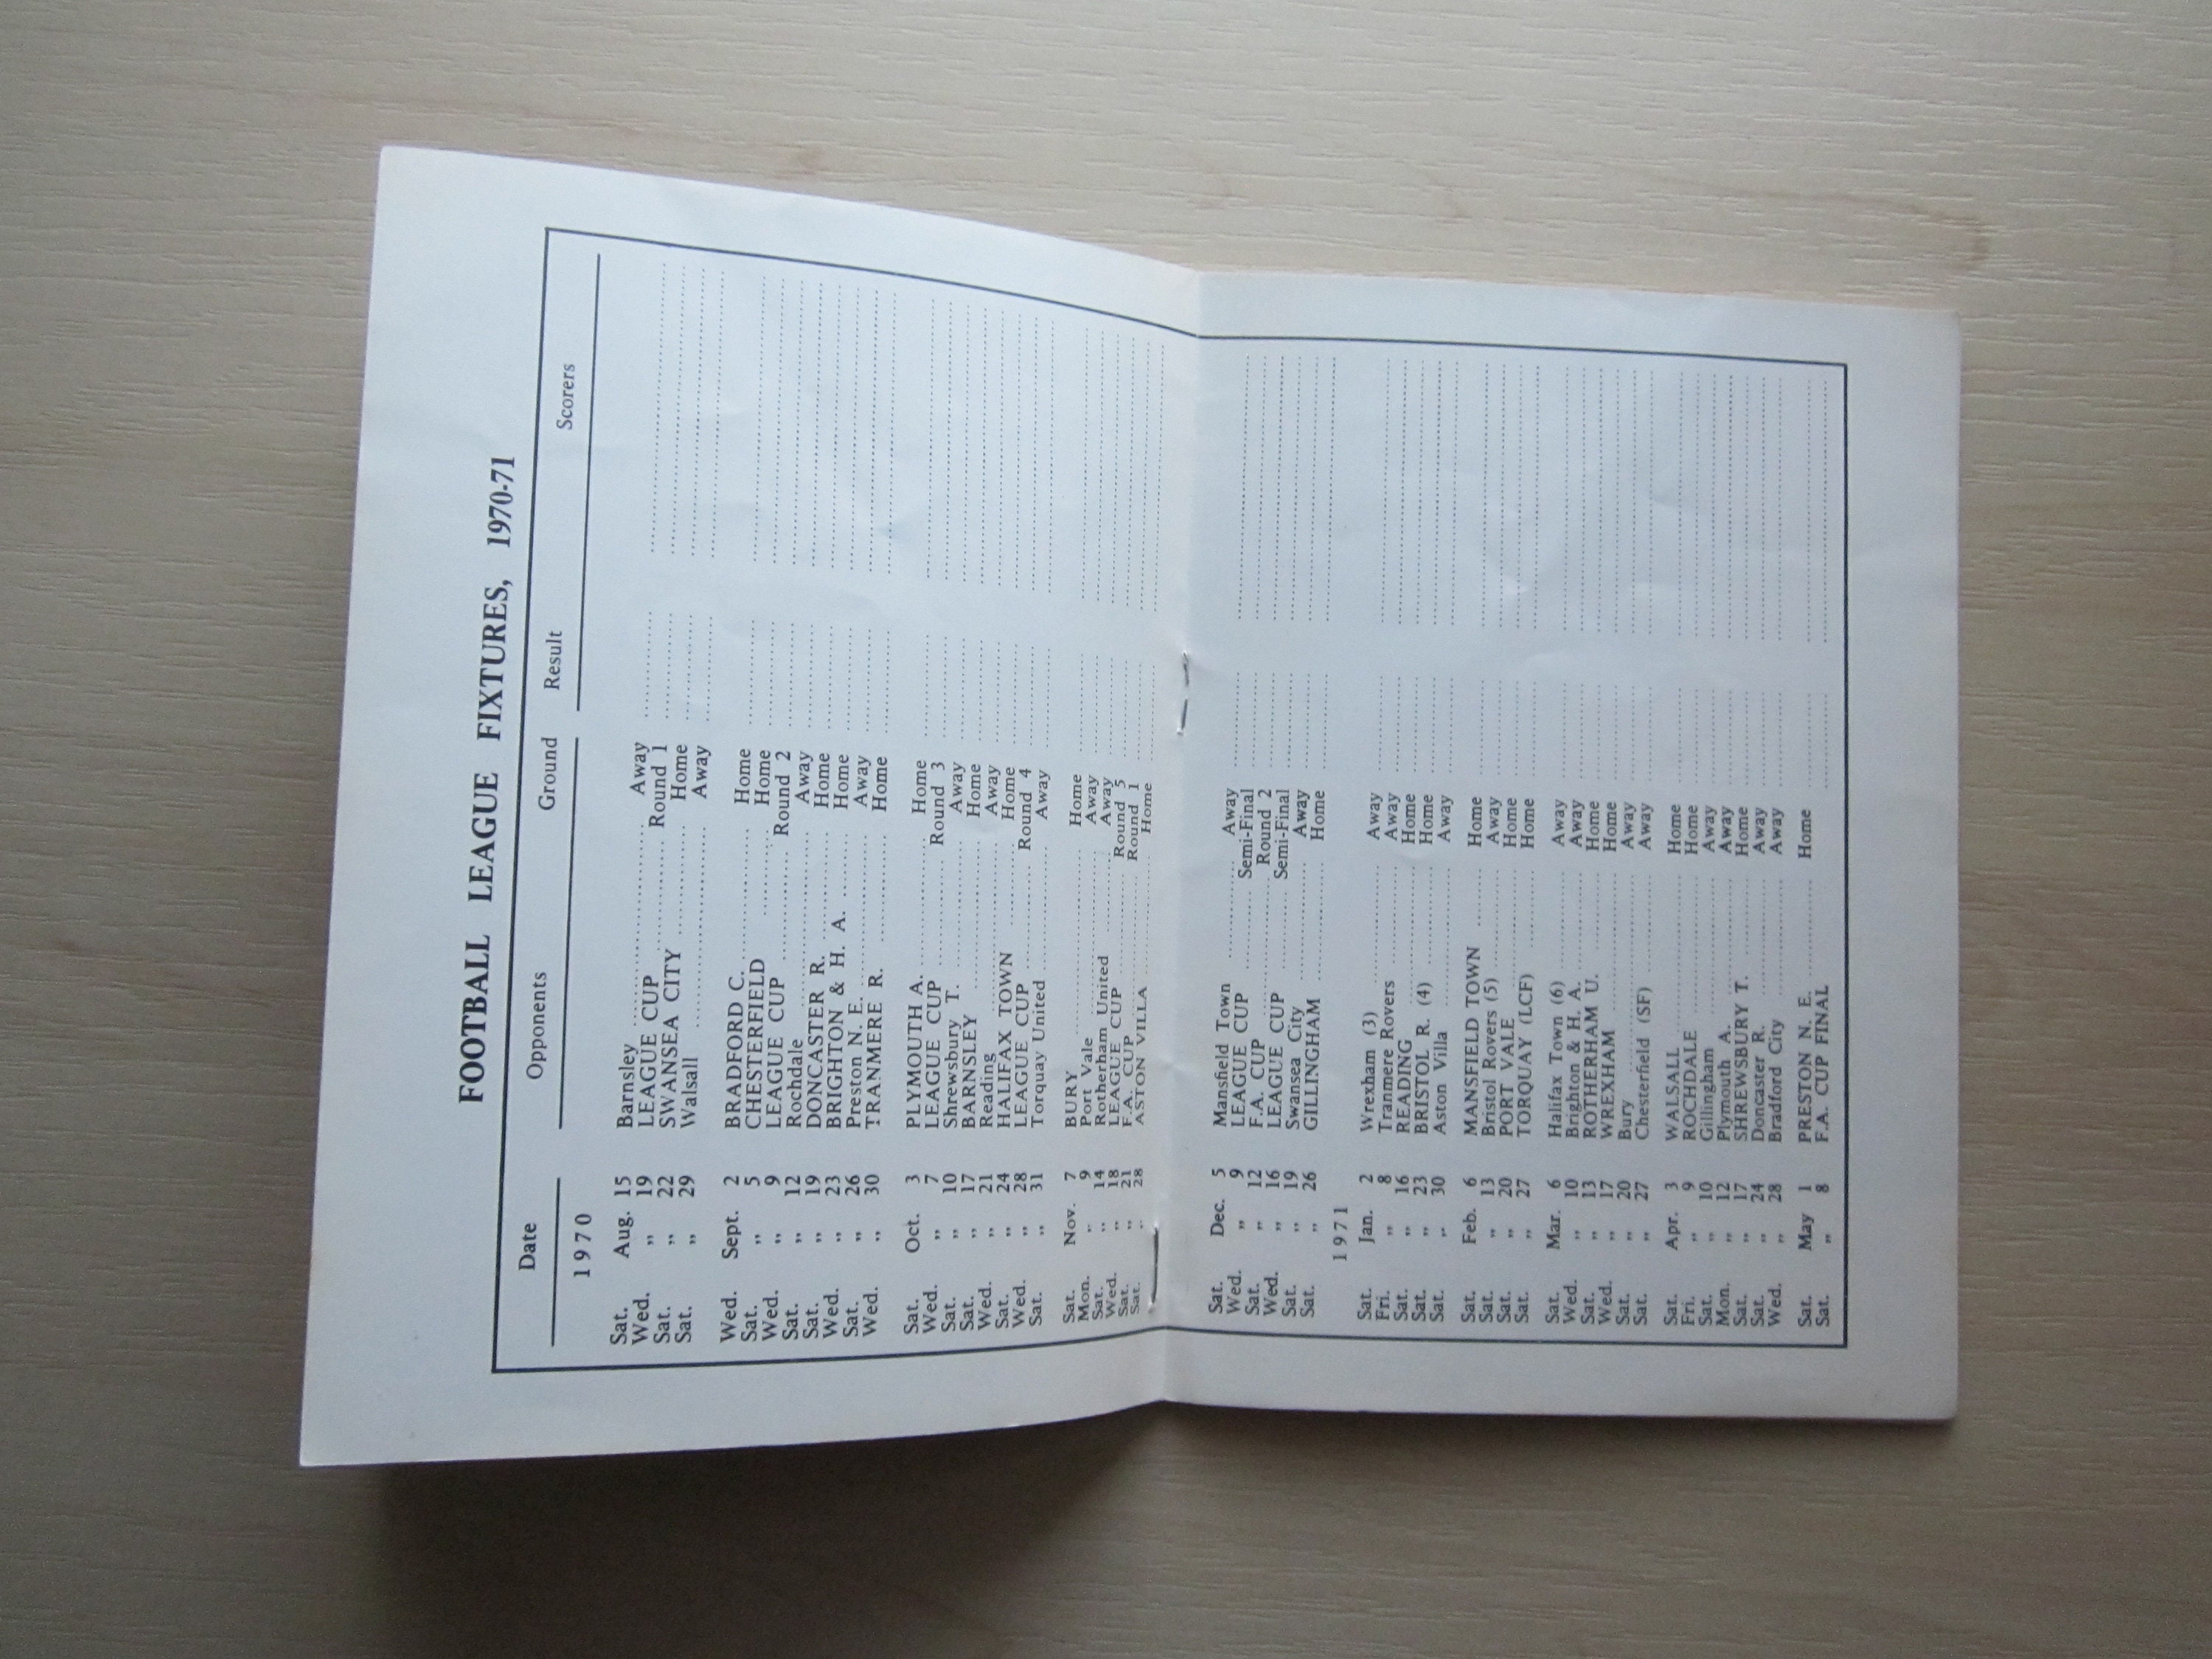 FOOTBALL LEAGUE FIXTURES, 1970-71
Date Opponents Ground Result Scorers
1970
Sat. Aug. 15 Barnsley Away
Wed. „ 19 LEAGUE CUP Round 1
Sat. „ 22 SWANSEA CITY Home
Sat. „ 29 Walsall Away
Wed. Sept. 2 BRADFORD C. Home
Sat. „ 5 CHESTERFIELD Home
Wed. „ 9 LEAGUE CUP Round 2
Sat. „ 12 Rochdale Away
Sat. „ 19 DONCASTER R. Home
Wed. „ 23 BRIGHTON & H. A. Home
Sat. „ 26 Preston N. E. Away
Wed. „ 30 TRANMERE R. Home
Sat. Oct. 3 PLYMOUTH A. Home
Wed. „ 7 LEAGUE CUP Round 3
Sat. „ 10 Shrewsbury T. Away
Sat. „ 17 BARNSLEY Home
Wed. „ 21 Reading Away
Sat. „ 24 HALIFAX TOWN Home
Wed. „ 28 LEAGUE CUP Round 4
Sat. „ 31 Torquay United Away
Sat. Nov. 7 BURY Home
Mon. „ 9 Port Vale Away
Sat. „ 14 Rotherham United Away
Wed. „ 18 LEAGUE CUP Round 5
Sat. „ 21 F.A. CUP Round 1
Sat. „ 28 ASTON VILLA Home
Sat. Dec. 5 Mansfield Town Away
Wed. „ 9 LEAGUE CUP Semi-Final
Sat. „ 12 F.A. CUP Round 2
Wed. „ 16 LEAGUE CUP Semi-Final
Sat. „ 19 Swansea City Away
Sat. „ 26 GILLINGHAM Home
1971
Sat. Jan. 2 Wrexham (3) Away
Fri. „ 8 Tranmere Rovers Away
Sat. „ 16 READING Home
Sat. „ 23 BRISTOL R. (4) Home
Sat. „ 30 Aston Villa Away
Sat. Feb. 6 MANSFIELD TOWN Home
Sat. „ 13 Bristol Rovers (5) Away
Sat. „ 20 PORT VALE Home
Sat. „ 27 TORQUAY (LCF) Home
Sat. Mar. 6 Halifax Town (6) Away
Wed. „ 10 Brighton & H. A. Away
Sat. „ 13 ROTHERHAM U. Home
Wed. „ 17 WREXHAM Home
Sat. „ 20 Bury Away
Sat. „ 27 Chesterfield (SF) Away
Sat. Apr. 3 WALSALL Home
Fri. „ 9 ROCHDALE Home
Sat. „ 10 Gillingham Away
Mon. „ 12 Plymouth A. Away
Sat. „ 17 SHREWSBURY T. Home
Sat. „ 24 Doncaster R. Away
Wed. „ 28 Bradford City Away
Sat. May 1 PRESTON N. E. Home
Sat. „ 8 F.A. CUP FINAL